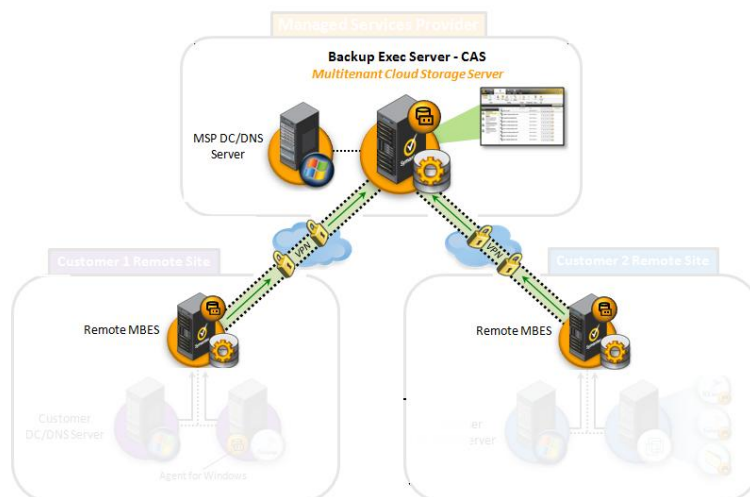 Managed Services Provider
Backup Exec Server - CAS
Multitenant Cloud Storage Server
MSP DC/DNS
Server
VPN
VPN
Customer 1 Remote Site
Customer 2 Remote Site
Remote MBES
Remote MBES
Customer
DC/DNS Server
Agent for Windows